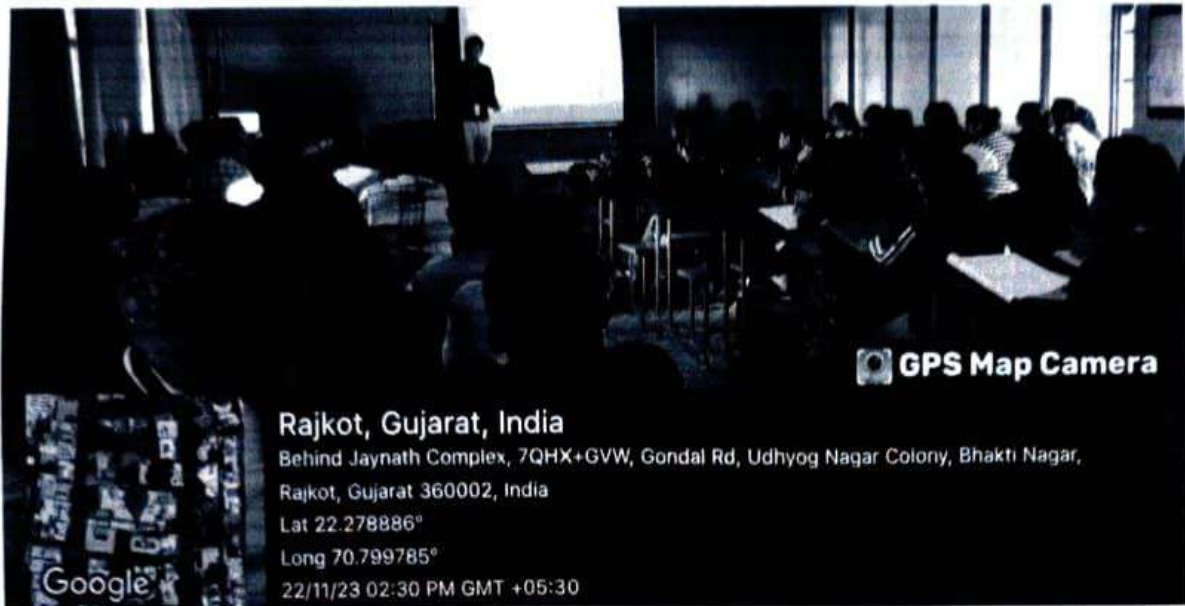 GPS Map Camera
Rajkot, Gujarat, India
Behind Jaynath Complex, 7QHX+GVW, Gondal Rd, Udhyog Nagar Colony, Bhakti Nagar,
Rajkot, Gujarat 360002, India
Lat 22.278886°
Long 70.799785°
22/11/23 02:30 PM GMT +05:30
Google